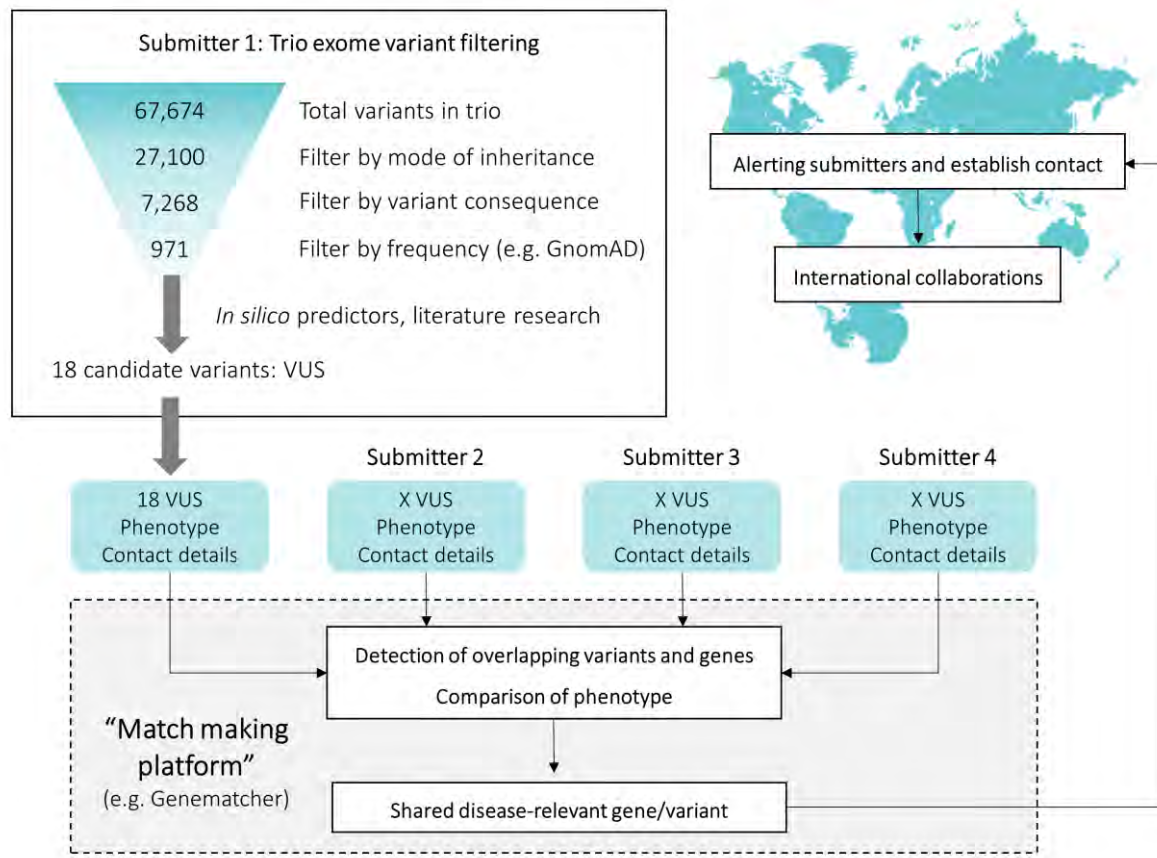 Submitter 1: Trio exome variant filtering
67,674 Total variants in trio
27,100 Filter by mode of inheritance
7,268 Filter by variant consequence
971 Filter by frequency (e.g. GnomAD)
In silico predictors, literature research
18 candidate variants: VUS
Alerting submitters and establish contact
International collaborations
18 VUS
Phenotype
Contact details
Submitter 2
X VUS
Phenotype
Contact details
Submitter 3
X VUS
Phenotype
Contact details
Submitter 4
X VUS
Phenotype
Contact details
Detection of overlapping variants and genes
Comparison of phenotype
“Match making
platform”
(e.g. Genematcher)
Shared disease-relevant gene/variant